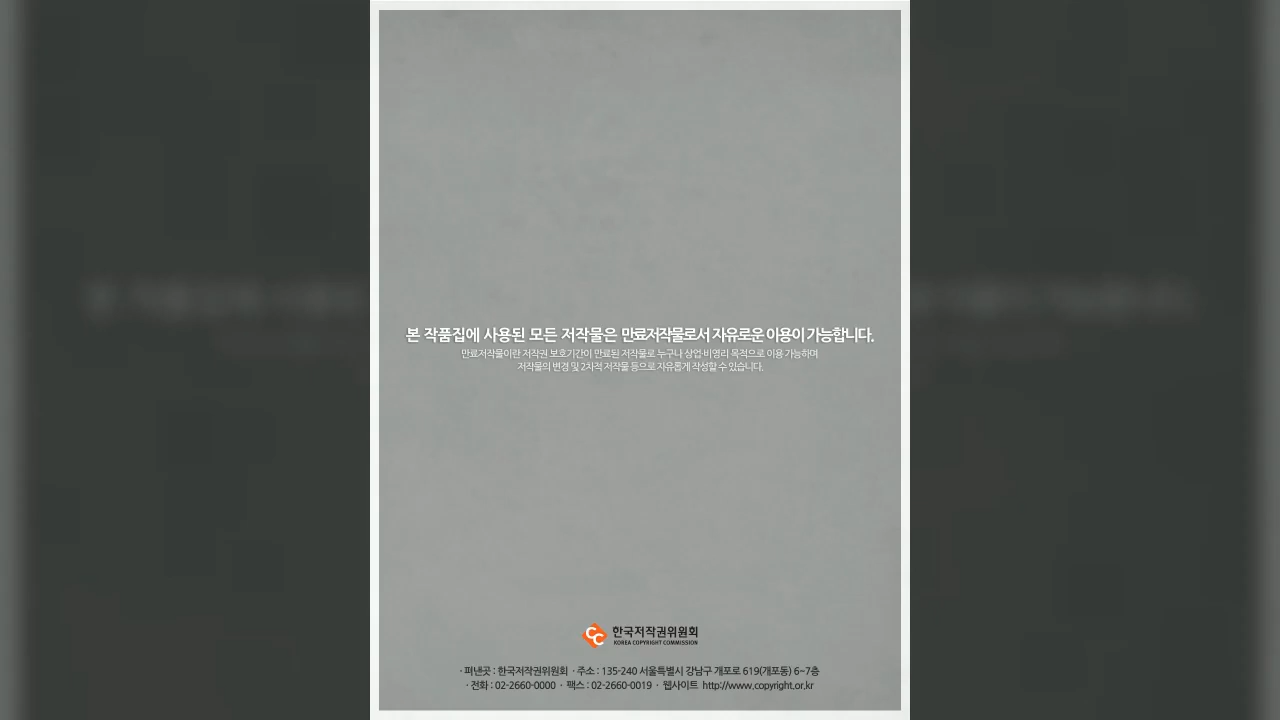 본 작품집에 사용된 모든 저작물은 만료저작물로서 자유로운 이용이 가능합니다.
만료저작물이란 저작권 보호기간이 만료된 저작물로 누구나 상업·비영리 목적으로 이용 가능하며
저작물의 변경 및 2차적 저작물 등으로 자유롭게 작성할 수 있습니다.
CC 한국저작권위원회
KOREA COPYRIGHT COMMISSION
· 펴낸곳 : 한국저작권위원회 · 주소 : 135-240 서울특별시 강남구 개포로 619(개포동) 6~7층
· 전화 : 02-2660-0000 · 팩스 : 02-2660-0019 · 웹사이트 http://www.copyright.or.kr